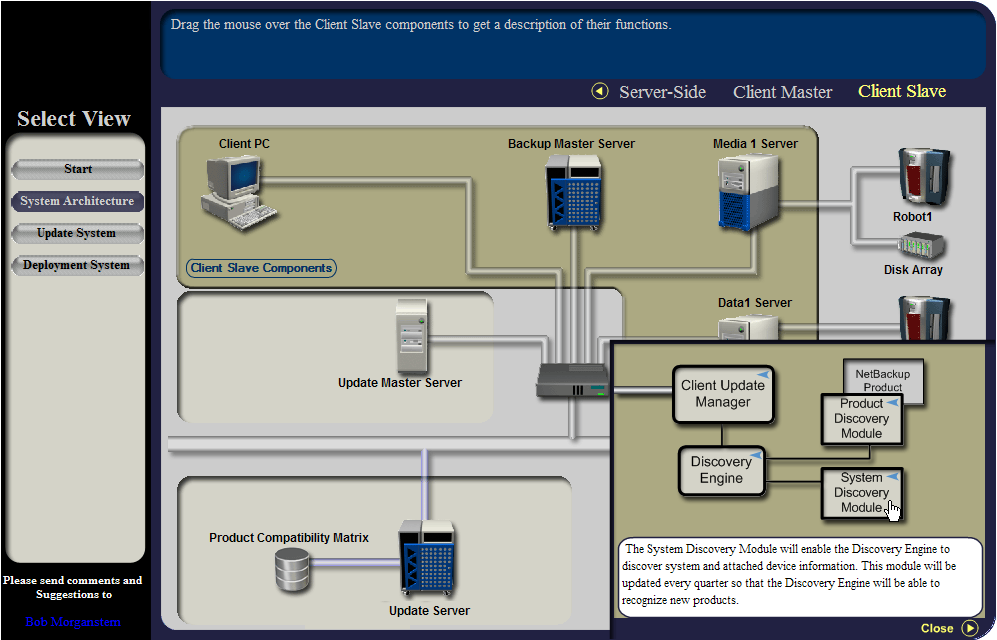 Drag the mouse over the Client Slave components to get a description of their functions.
Server-Side
Client Master
Client Slave
Select View
Start
System Architecture
Update System
Deployment System
Please send comments and
Suggestions to
Bob Morganstern
Client PC
Backup Master Server
Media 1 Server
Robot1
Disk Array
Client Slave Components
Data1 Server
Update Master Server
Product Compatibility Matrix
Update Server
Client Update
Manager
NetBackup
Product
Product
Discovery
Module
Discovery
Engine
System
Discovery
Module
The System Discovery Module will enable the Discovery Engine to
discover system and attached device information. This module will be
updated every quarter so that the Discovery Engine will be able to
recognize new products.
Close